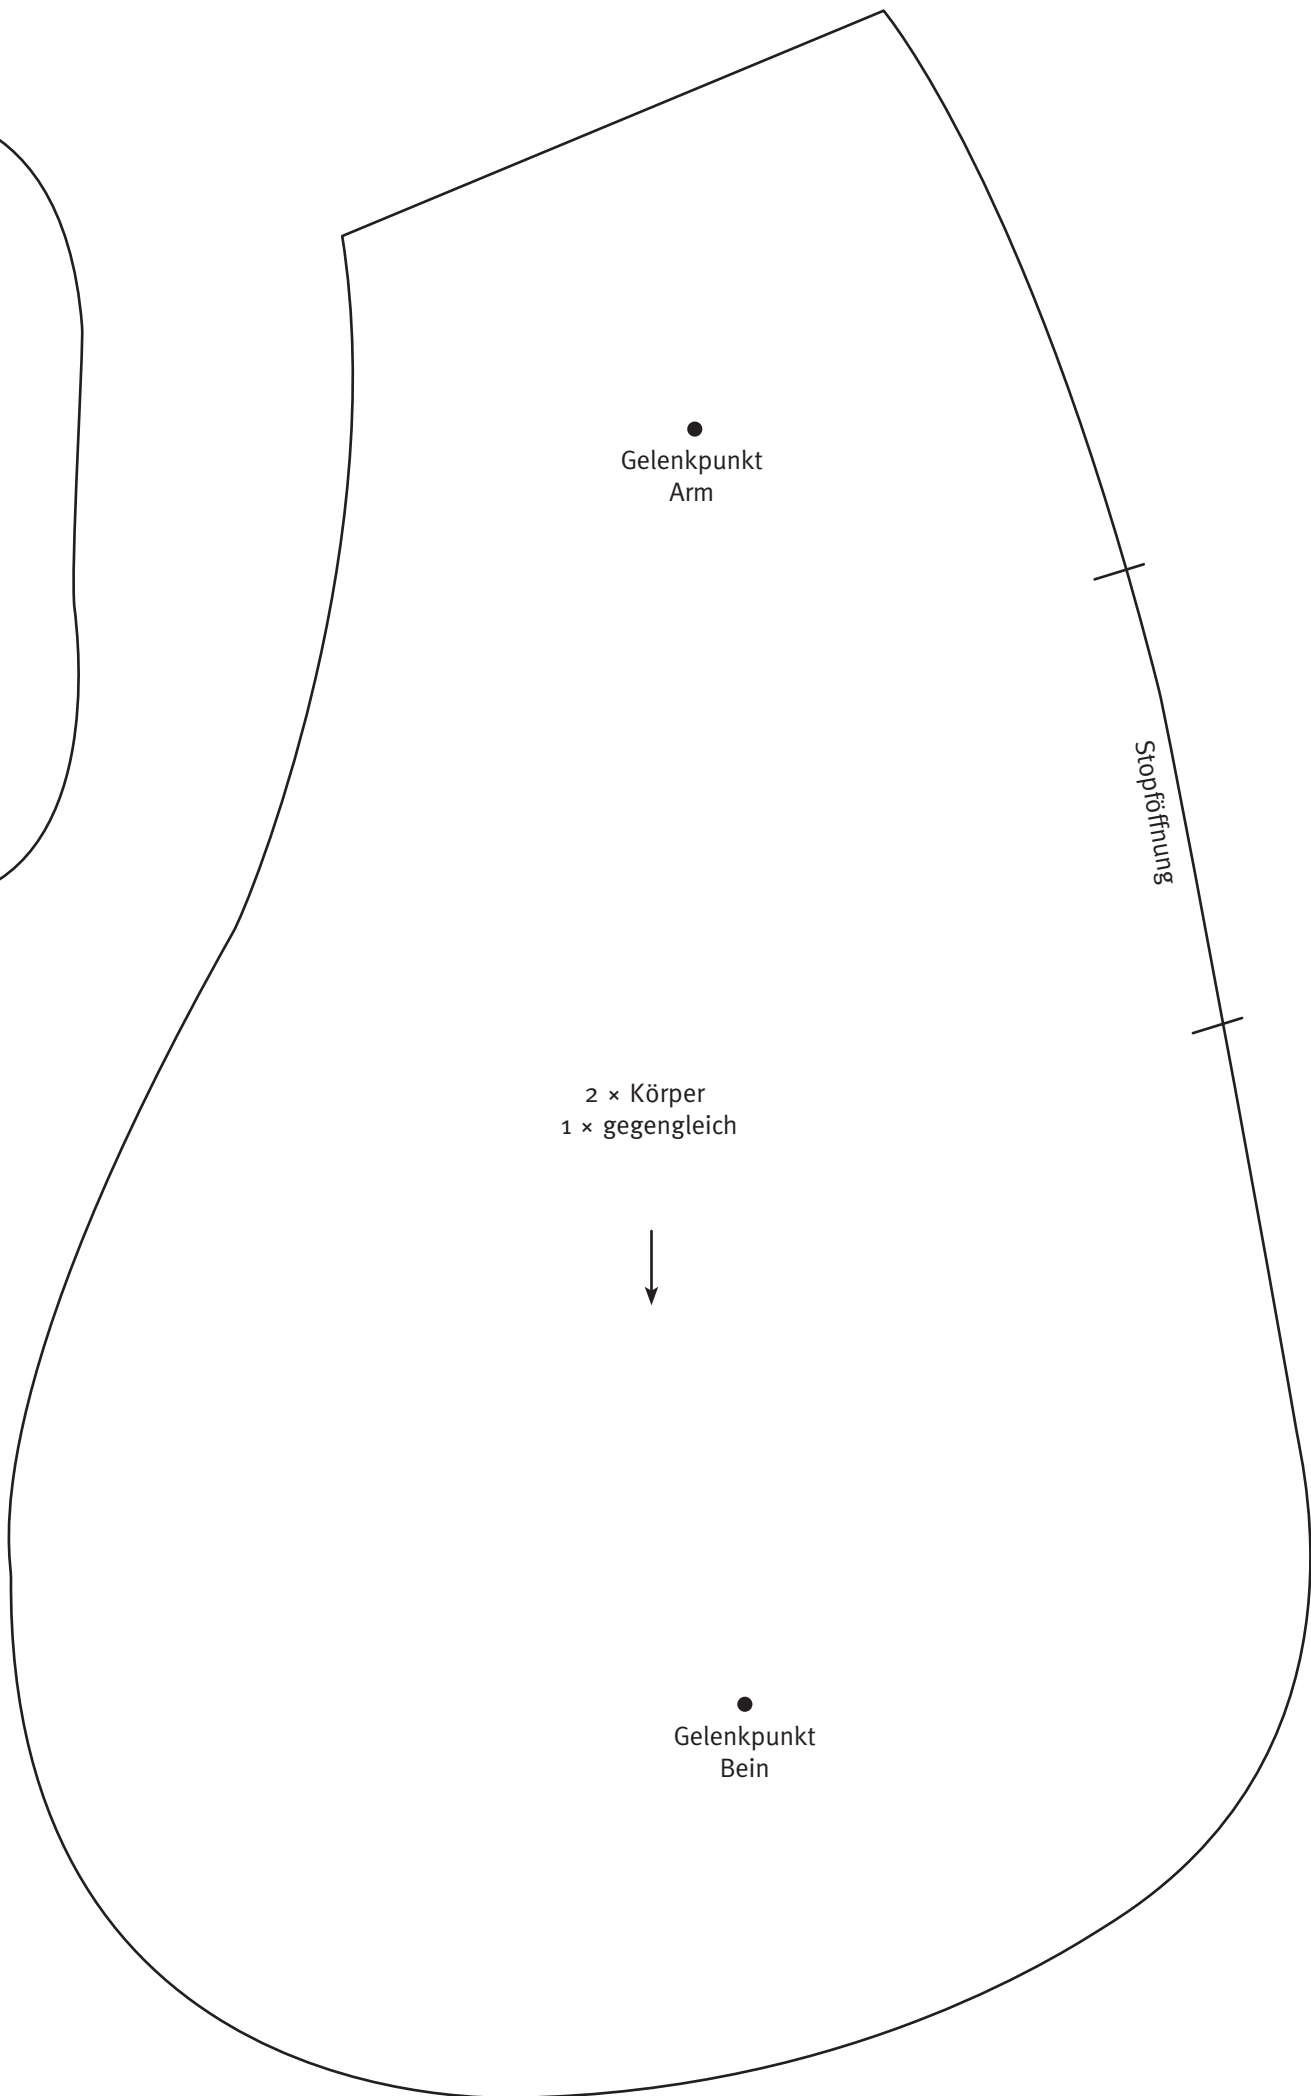 Gelenkpunkt
Arm
Stopföffnung
2 × Körper
1 × gegengleich
Gelenkpunkt
Bein